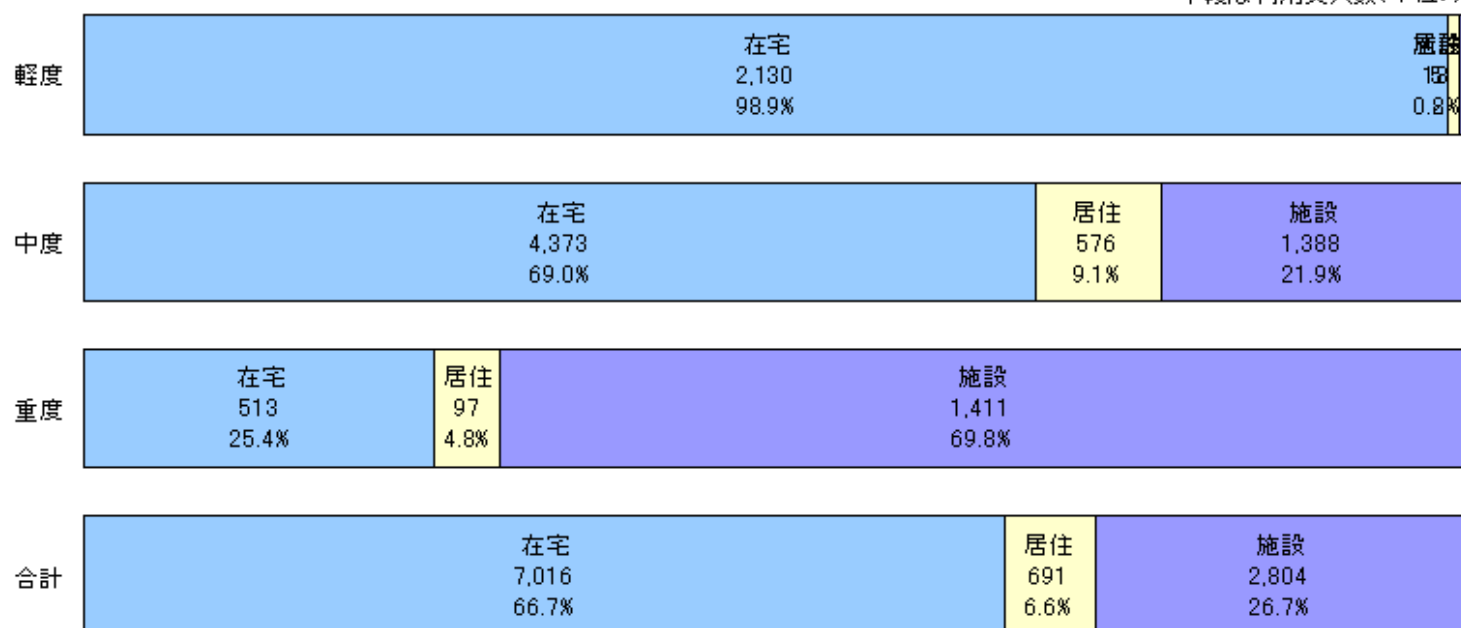 軽度
在宅
2,130
98.9%
中度
在宅
4,373
69.0%
居住
576
9.1%
施設
1,388
21.9%
重度
在宅
513
25.4%
居住
97
4.8%
施設
1,411
69.8%
合計
在宅
7,016
66.7%
居住
691
6.6%
施設
2,804
26.7%